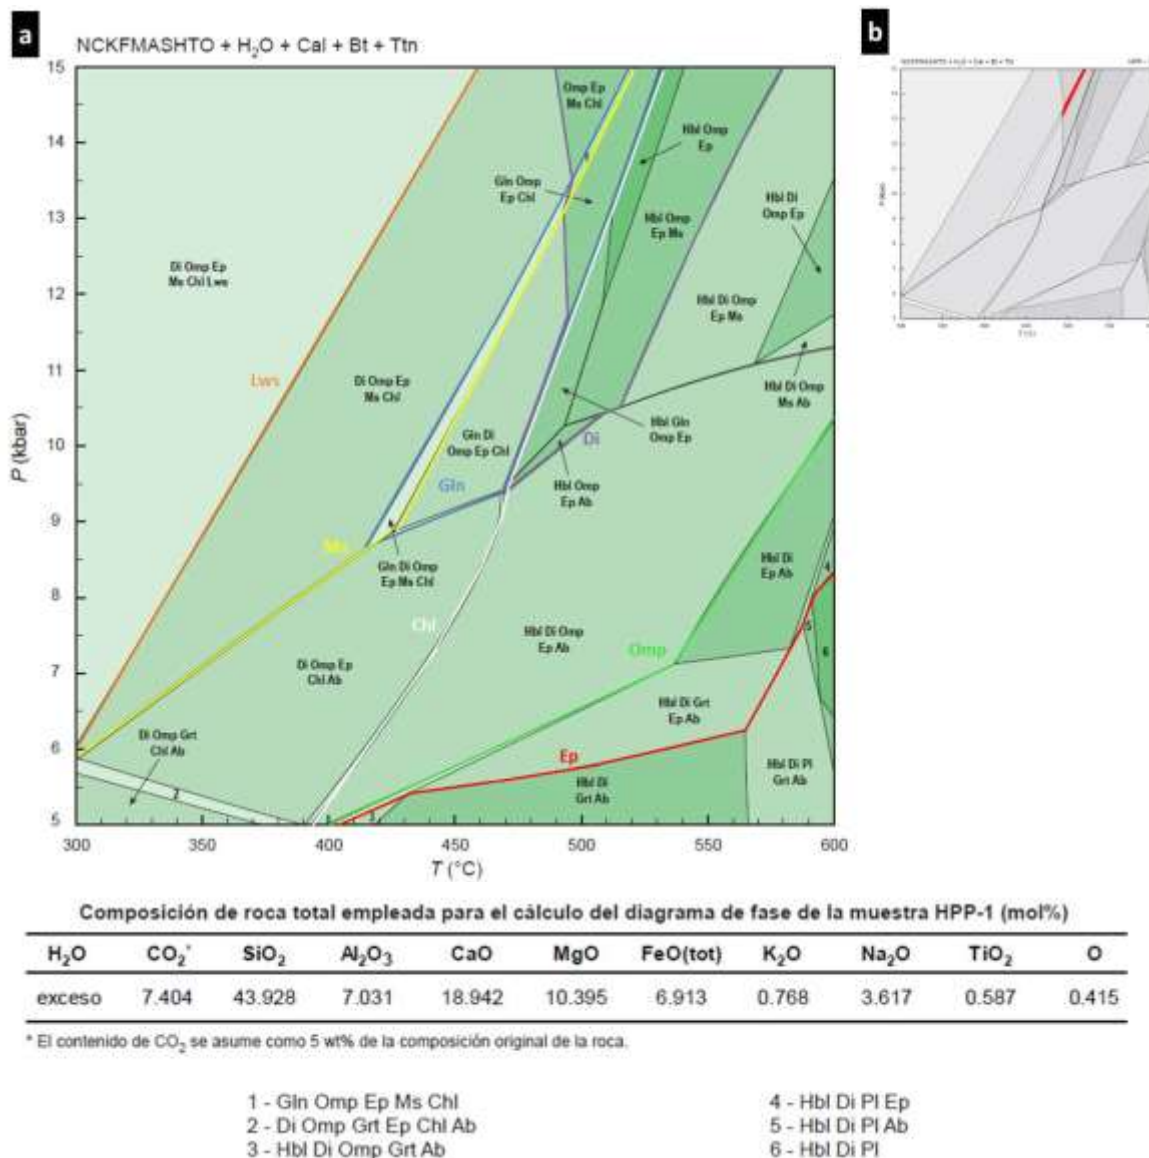 a
NCKFMASHTO + H₂O + Cal + Bt + Ttn
b
15
14
13
12
11
10
9
8
7
6
5
P (kbar)
300
350
400
450
500
550
600
T (°C)
Omp Ep
Ms Chl
1
Hbl Omp
Ep
Gln Omp
Ep Chl
Hbl Di
Omp Ep
Hbl Omp
Ep Ms
Di Omp Ep
Ms Chl Lws
Hbl Di Omp
Ep Ms
Lws
Di Omp Ep
Ms Chl
Hbl Di Omp
Ms Ab
Gln Di
Omp Ep Chl
Hbl Gln
Omp Ep
Di
Gln
Hbl Omp
Ep Ab
Ms
Gln Di Omp
Ep Ms Chl
Hbl Di
Ep Ab
4
Chl
Hbl Di Omp
Ep Ab
5
Omp
6
Di Omp Ep
Chl Ab
Hbl Di Grt
Ep Ab
Di Omp Grt
Chl Ab
Ep
Hbl Di Pl
Grt Ab
2
Hbl Di
Grt Ab
3
Composición de roca total empleada para el cálculo del diagrama de fase de la muestra HPP-1 (mol%)
H₂O CO₂* SiO₂ Al₂O₃ CaO MgO FeO(tot) K₂O Na₂O TiO₂ O
exceso 7.404 43.928 7.031 18.942 10.395 6.913 0.768 3.617 0.587 0.415
* El contenido de CO₂ se asume como 5 wt% de la composición original de la roca.
1 - Gln Omp Ep Ms Chl
2 - Di Omp Grt Ep Chl Ab
3 - Hbl Di Omp Grt Ab
4 - Hbl Di Pl Ep
5 - Hbl Di Pl Ab
6 - Hbl Di Pl